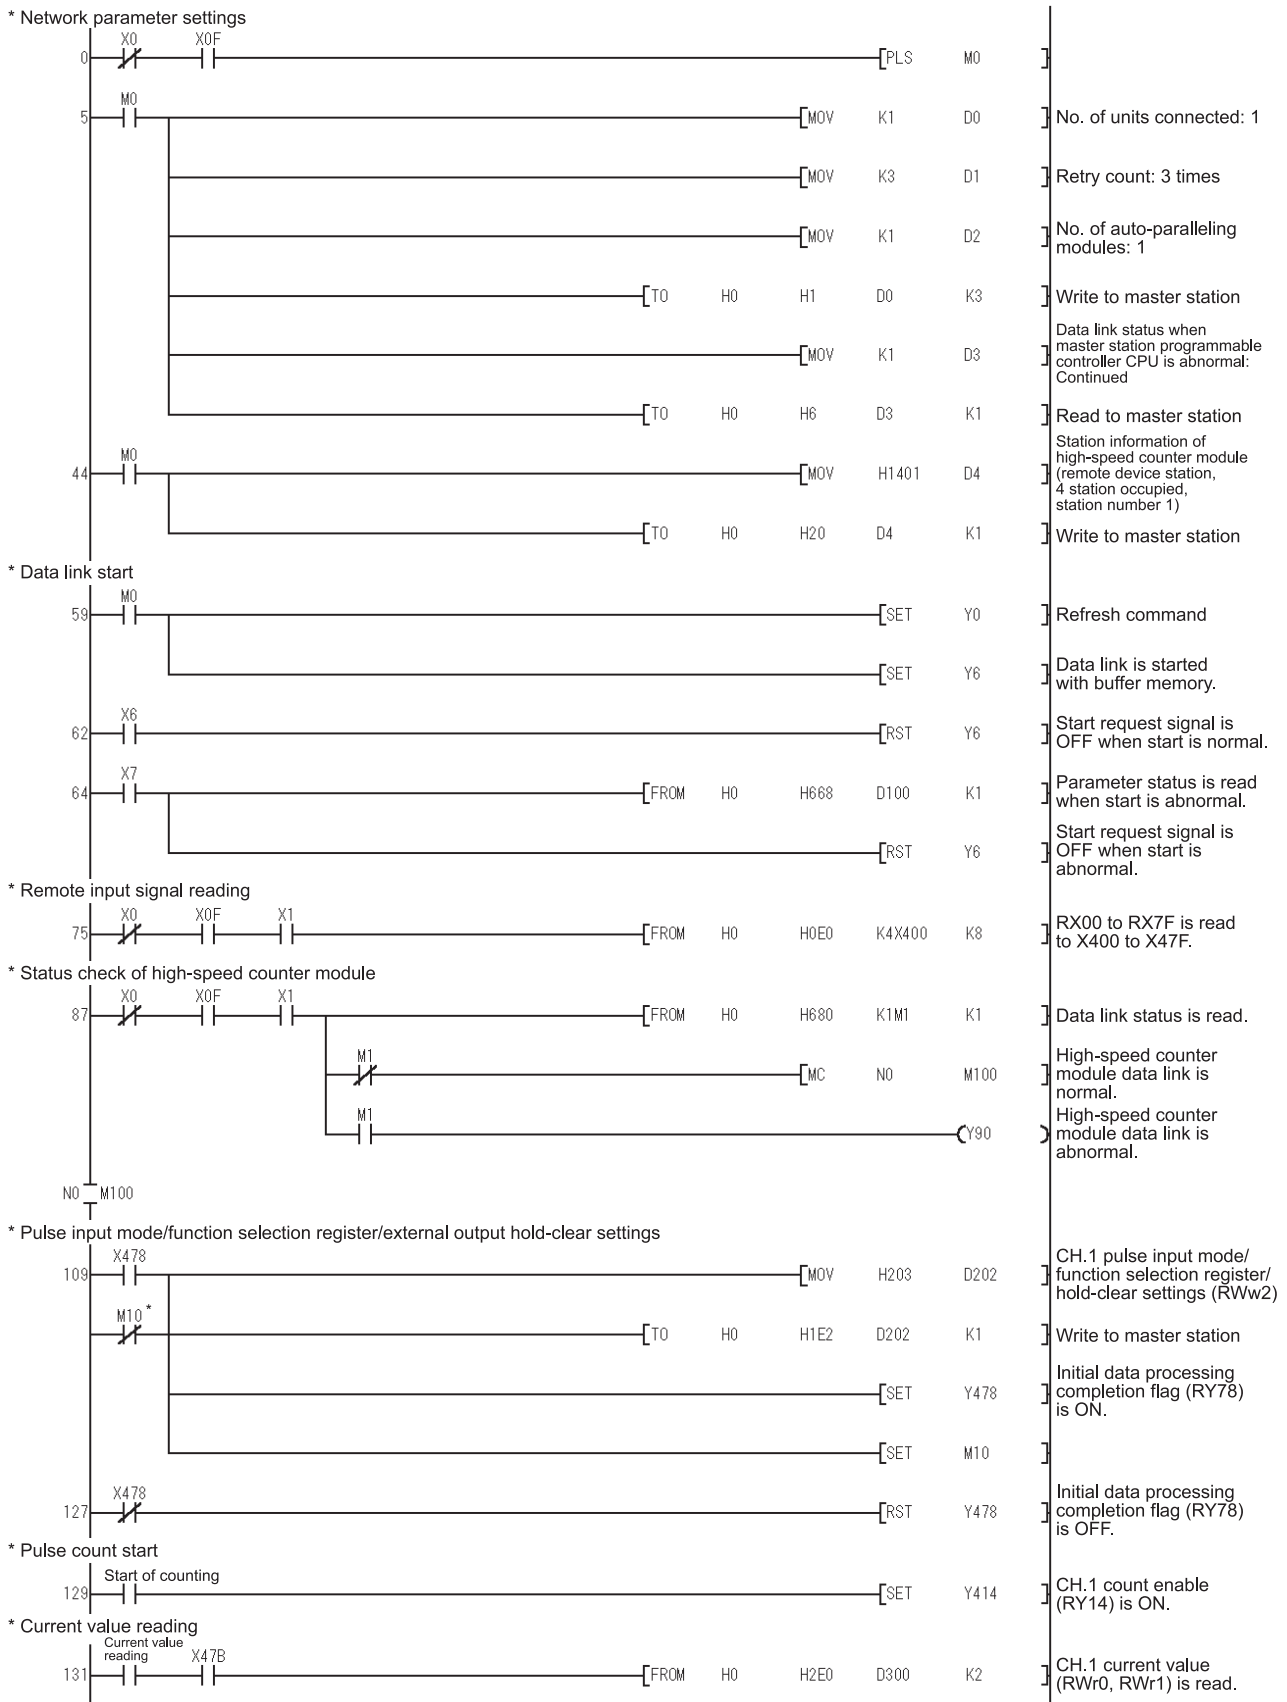 * Network parameter settings
X0 X0F
0 [PLS M0 ]
M0
5 [MOV K1 D0 ] No. of units connected: 1
[MOV K3 D1 ] Retry count: 3 times
[MOV K1 D2 ] No. of auto-paralleling
modules: 1
[TO H0 H1 D0 K3 ] Write to master station
Data link status when
master station programmable
[MOV K1 D3 ] controller CPU is abnormal:
Continued
[TO H0 H6 D3 K1 ] Read to master station
Station information of
M0 high-speed counter module
44 [MOV H1401 D4 ] (remote device station,
4 station occupied,
station number 1)
[TO H0 H20 D4 K1 ] Write to master station
* Data link start
M0
59 [SET Y0 ] Refresh command
[SET Y6 ] Data link is started
with buffer memory.
X6 Start request signal is
62 [RST Y6 ] OFF when start is normal.
X7 Parameter status is read
64 [FROM H0 H668 D100 K1 ] when start is abnormal.
Start request signal is
[RST Y6 ] OFF when start is
abnormal.
* Remote input signal reading
X0 X0F X1 RX00 to RX7F is read
75 [FROM H0 H0E0 K4X400 K8 ] to X400 to X47F.
* Status check of high-speed counter module
X0 X0F X1
87 [FROM H0 H680 K1M1 K1 ] Data link status is read.
M1 High-speed counter
[MC N0 M100 ] module data link is
normal.
M1 High-speed counter
(Y90 ) module data link is
abnormal.
N0 M100
* Pulse input mode/function selection register/external output hold-clear settings
X478 CH.1 pulse input mode/
109 [MOV H203 D202 ] function selection register/
hold-clear settings (RWw2)
M10 *
[TO H0 H1E2 D202 K1 ] Write to master station
Initial data processing
[SET Y478 ] completion flag (RY78)
is ON.
[SET M10 ]
X478 Initial data processing
127 [RST Y478 ] completion flag (RY78)
is OFF.
* Pulse count start
Start of counting
129 [SET Y414 ] CH.1 count enable
(RY14) is ON.
* Current value reading
Current value
reading X47B CH.1 current value
131 [FROM H0 H2E0 D300 K2 ] (RWr0, RWr1) is read.